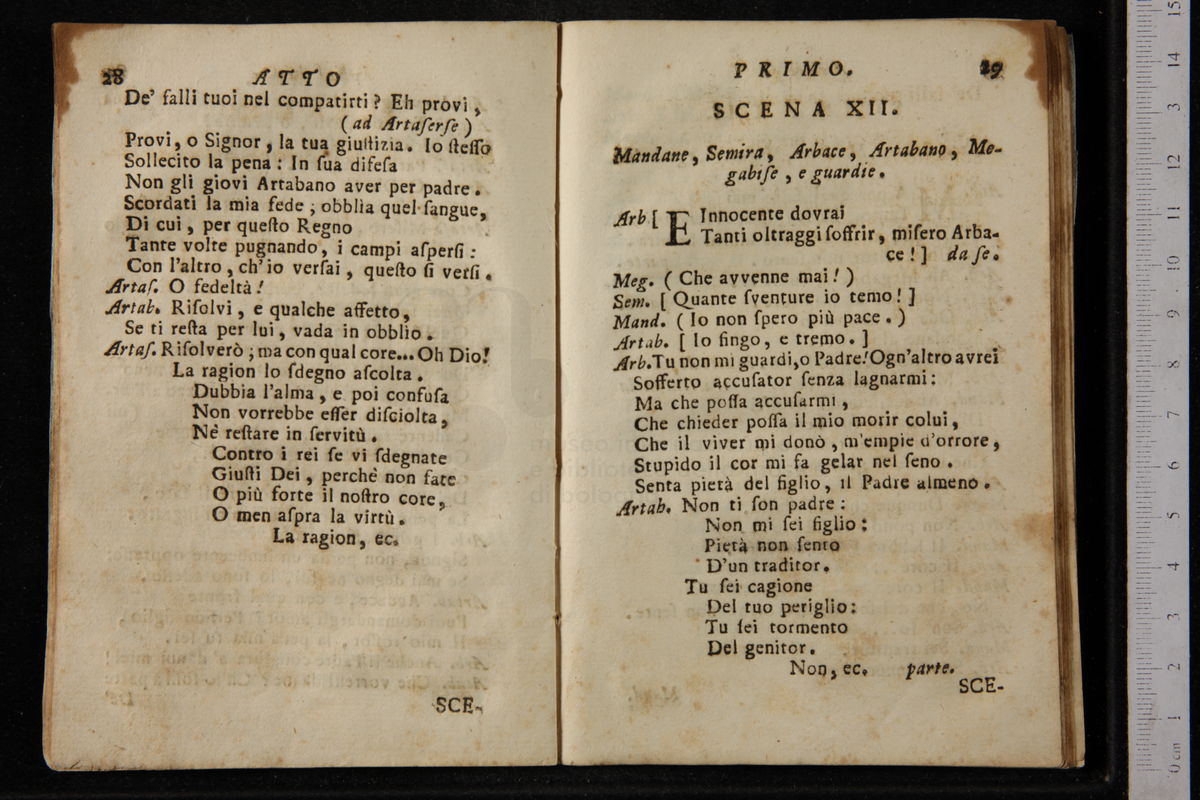 28 ATTO
De' falli tuoi nel compatirti? Eh provi,
(ad Artaſerſe)
Provi, o Signor, la tua giuſtizia. Io ſteſſo
Sollecito la pena: In ſua difeſa
Non gli giovi Artabano aver per padre.
Scordati la mia fede; obblia quel ſangue,
Di cui, per queſto Regno
Tante volte pugnando, i campi aſperſi:
Con l'altro, ch'io verſai, queſto ſi verſi.
Artaſ. O fedeltà!
Artab. Riſolvi, e qualche affetto,
Se ti reſta per lui, vada in obblio.
Artaſ. Riſolverò; ma con qual core... Oh Dio!
La ragion lo ſdegno aſcolta.
Dubbia l'alma, e poi confuſa
Non vorrebbe eſſer diſciolta,
Nè reſtare in ſervitù.
Contro i rei ſe vi ſdegnate
Giuſti Dei, perchè non fate
O più forte il noſtro core,
O men aſpra la virtù.
La ragion, ec.
SCE-
PRIMO. 29
SCENA XII.
Mandane, Semira, Arbace, Artabano, Me-
gabiſe, e guardie.
Arb [ E Innocente dovrai
Tanti oltraggi ſoffrir, miſero Arba-
ce!] da ſe.
Meg. ( Che avvenne mai! )
Sem. [ Quante ſventure io temo! ]
Mand. ( Io non ſpero più pace. )
Artab. [ Io fingo, e tremo. ]
Arb. Tu non mi guardi, o Padre! Ogn'altro avrei
Sofferto accuſator ſenza lagnarmi:
Ma che poſſa accuſarmi,
Che chieder poſſa il mio morir colui,
Che il viver mi donò, m'empie d'orrore,
Stupido il cor mi fa gelar nel ſeno.
Senta pietà del figlio, il Padre almeno.
Artab. Non ti ſon padre:
Non mi ſei figlio:
Pietà non ſento
D'un traditor.
Tu ſei cagione
Del tuo periglio:
Tu ſei tormento
Del genitor.
Non, ec. parte.
SCE-